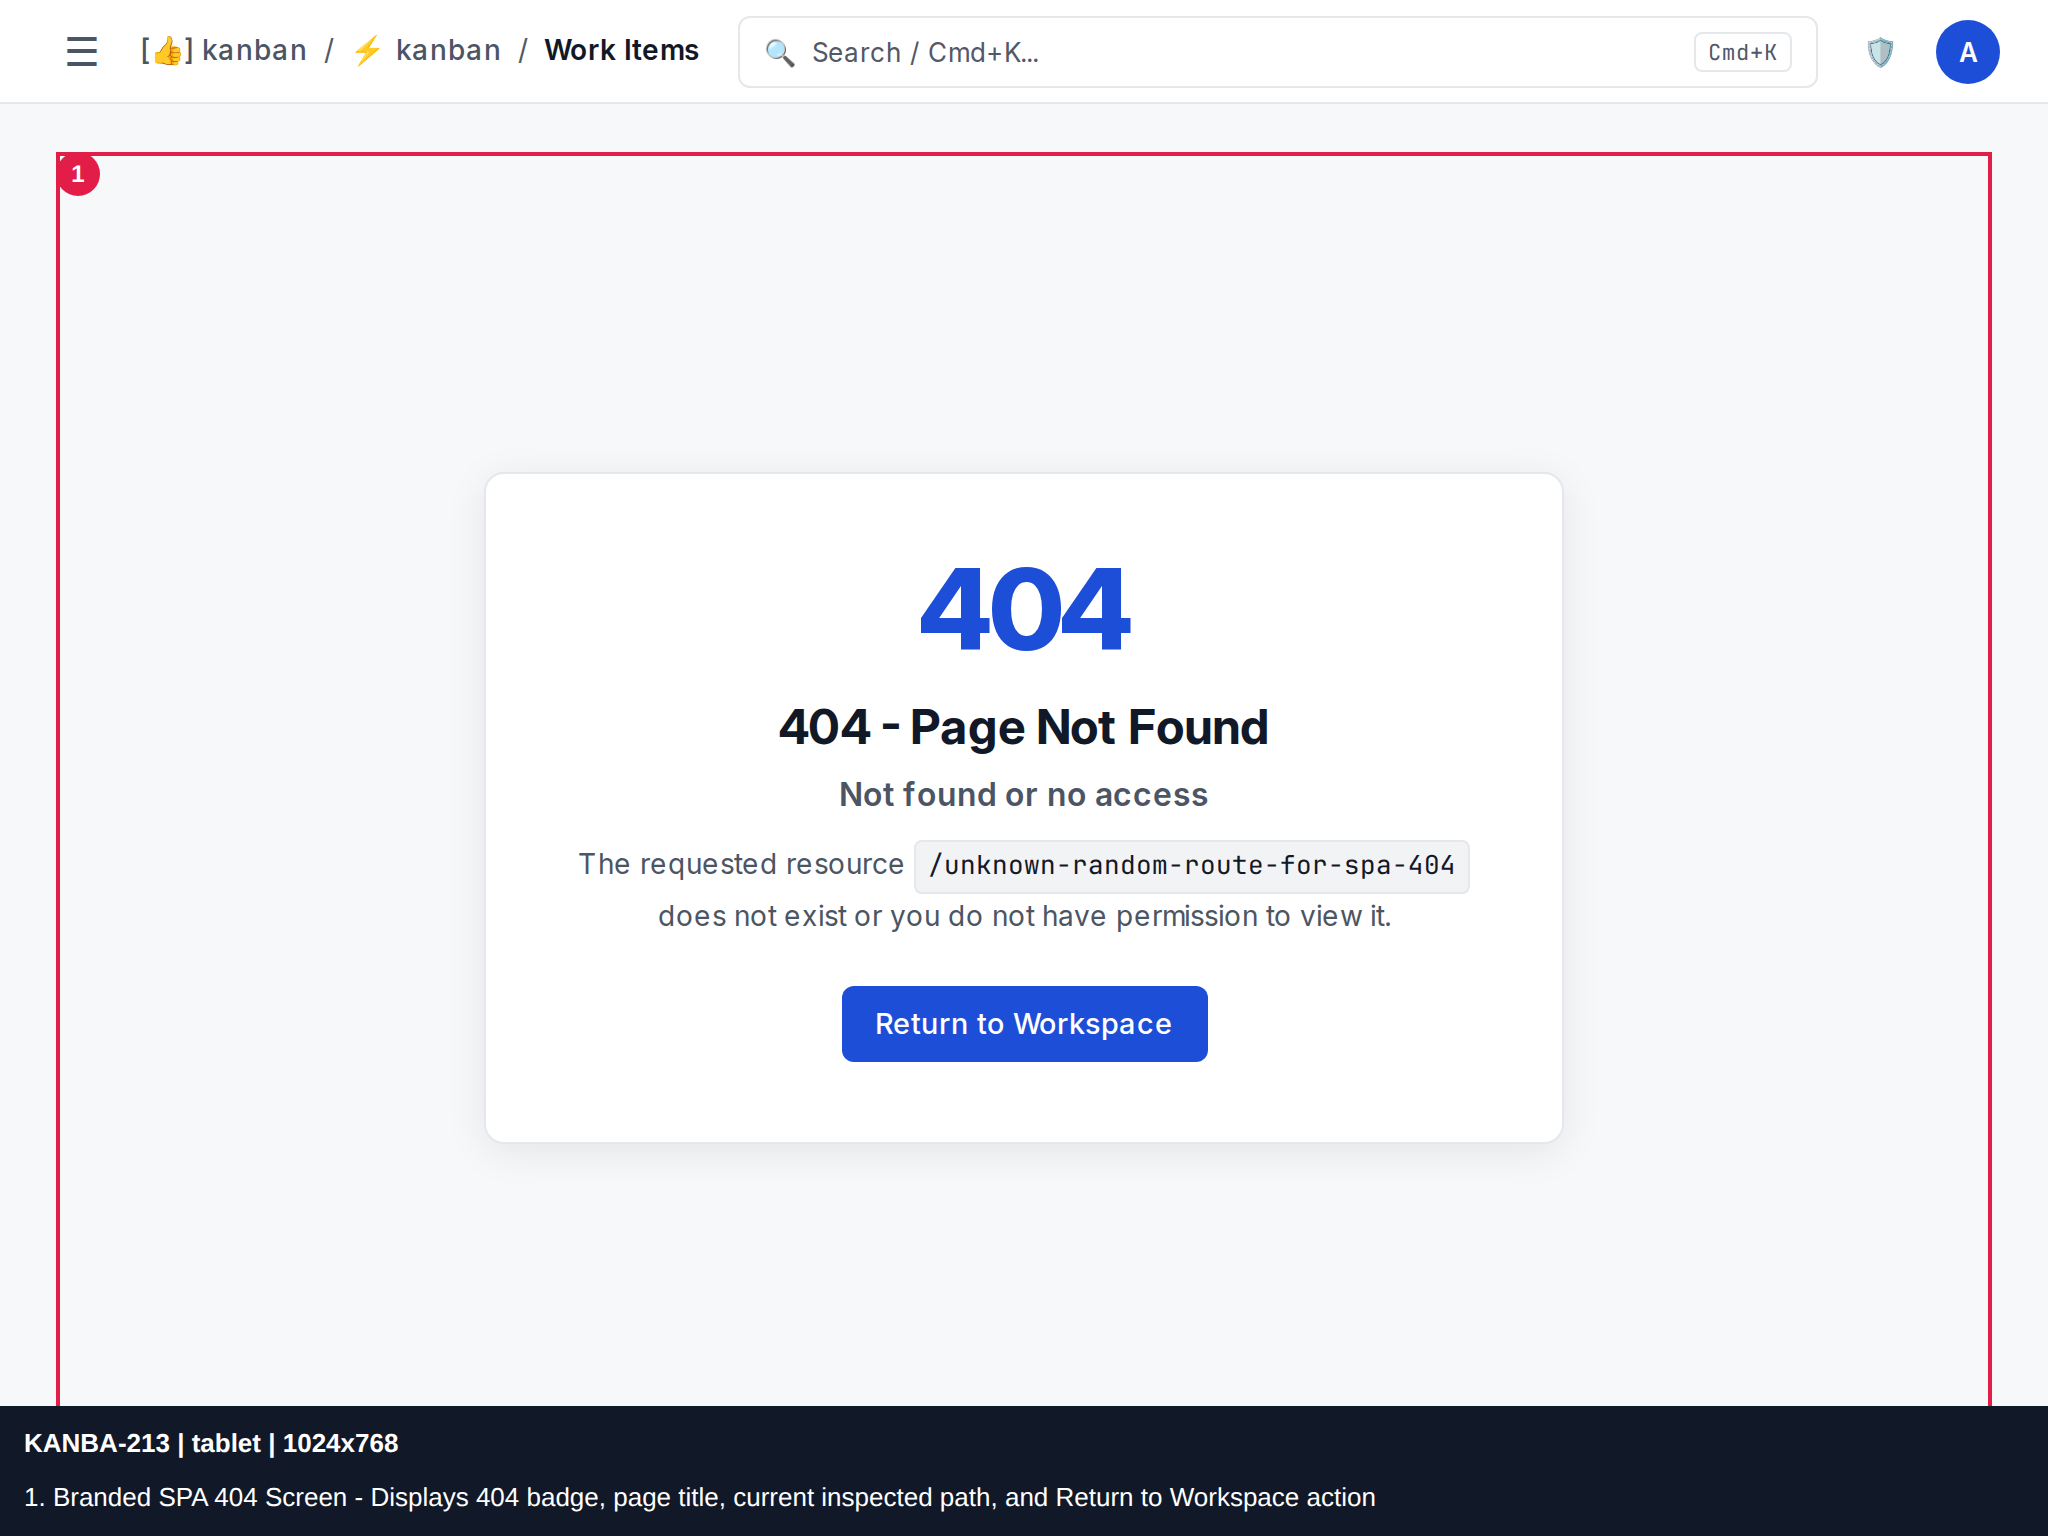 ☰ [👍] kanban / ⚡ kanban / Work Items 🔍 Search / Cmd+K... Cmd+K 🛡️ A
1
404
404 - Page Not Found
Not found or no access
The requested resource /unknown-random-route-for-spa-404
does not exist or you do not have permission to view it.
Return to Workspace
KANBA-213 | tablet | 1024x768
1. Branded SPA 404 Screen - Displays 404 badge, page title, current inspected path, and Return to Workspace action